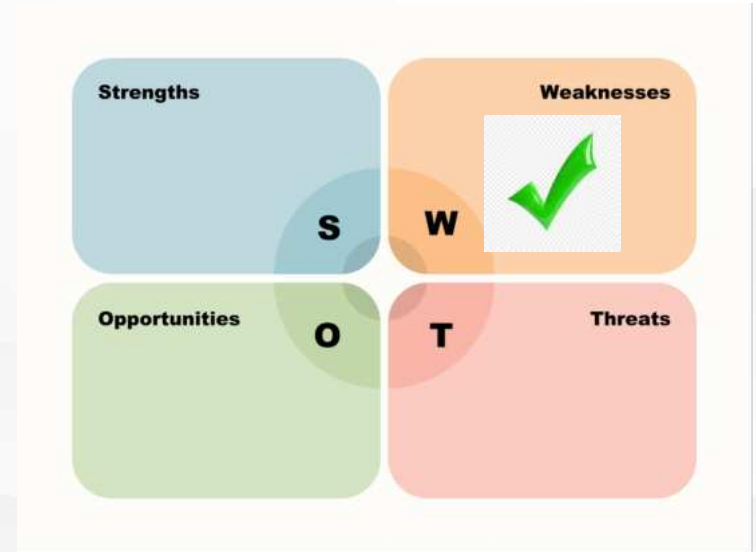 Strengths
Weaknesses
S
W
Opportunities
Threats
O
T